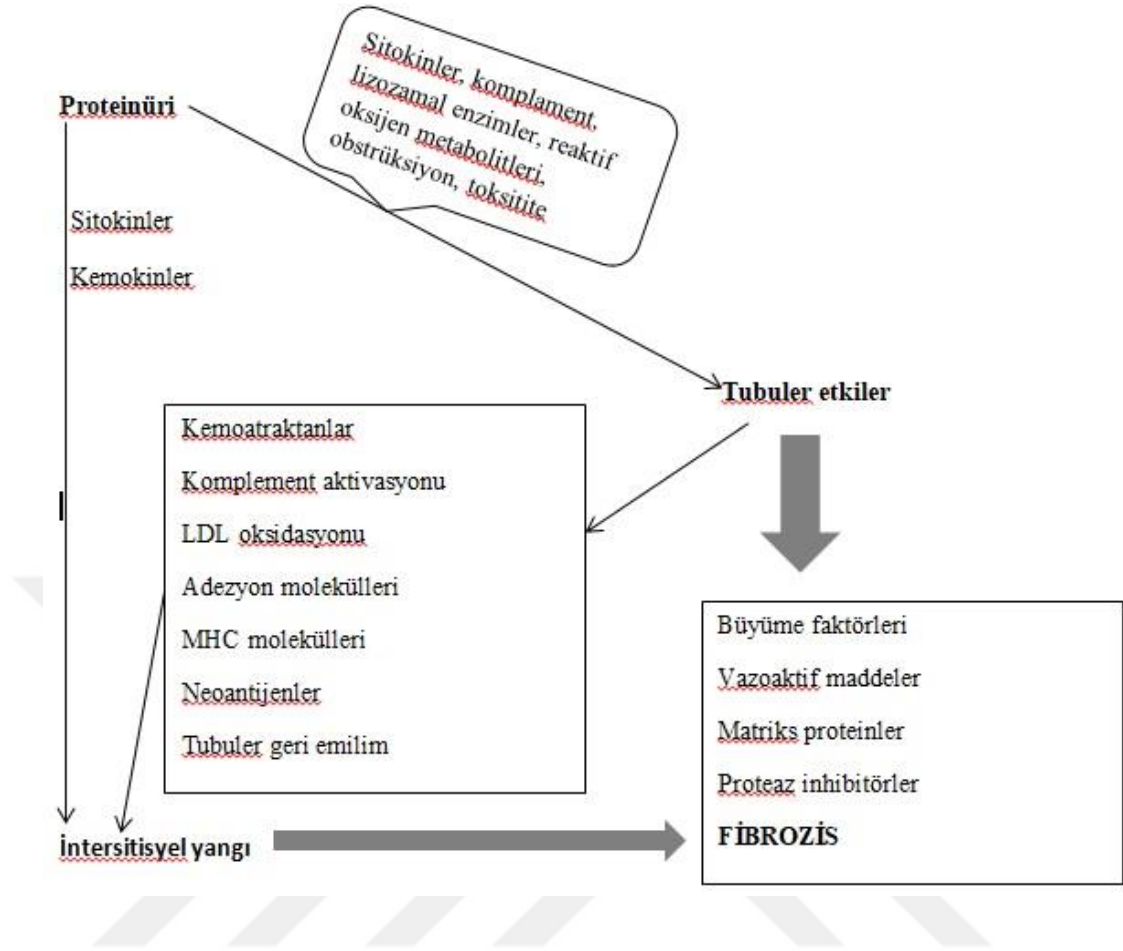 Sitokinler, komplament,
lizozamal enzimler, reaktif
oksijen metabolitleri,
obstrüksiyon, toksitite
Proteinüri
Sitokinler
Kemokinler
Tubuler etkiler
Kemoatraktanlar
Komplement aktivasyonu
LDL oksidasyonu
Adezyon molekülleri
MHC molekülleri
Neoantijenler
Tubuler geri emilim
Büyüme faktörleri
Vazoaktif maddeler
Matriks proteinler
Proteaz inhibitörler
FİBROZİS
İntersitisyel yangı